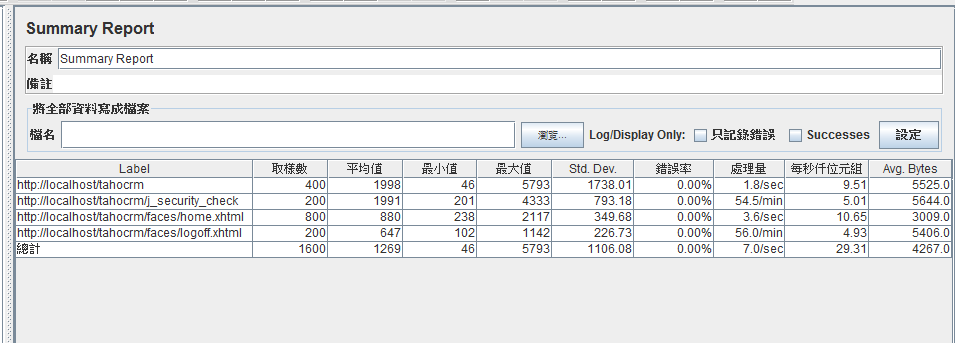 Summary Report
名稱 Summary Report
備註
將全部資料寫成檔案
檔名 瀏覽... Log/Display Only: 只記錄錯誤 Successes 設定
Label 取樣數 平均值 最小值 最大值 Std. Dev. 錯誤率 處理量 每秒仟位元組 Avg. Bytes
http://localhost/tahocrm 400 1998 46 5793 1738.01 0.00% 1.8/sec 9.51 5525.0
http://localhost/tahocrm/j_security_check 200 1991 201 4333 793.18 0.00% 54.5/min 5.01 5644.0
http://localhost/tahocrm/faces/home.xhtml 800 880 238 2117 349.68 0.00% 3.6/sec 10.65 3009.0
http://localhost/tahocrm/faces/logoff.xhtml 200 647 102 1142 226.73 0.00% 56.0/min 4.93 5406.0
總計 1600 1269 46 5793 1106.08 0.00% 7.0/sec 29.31 4267.0